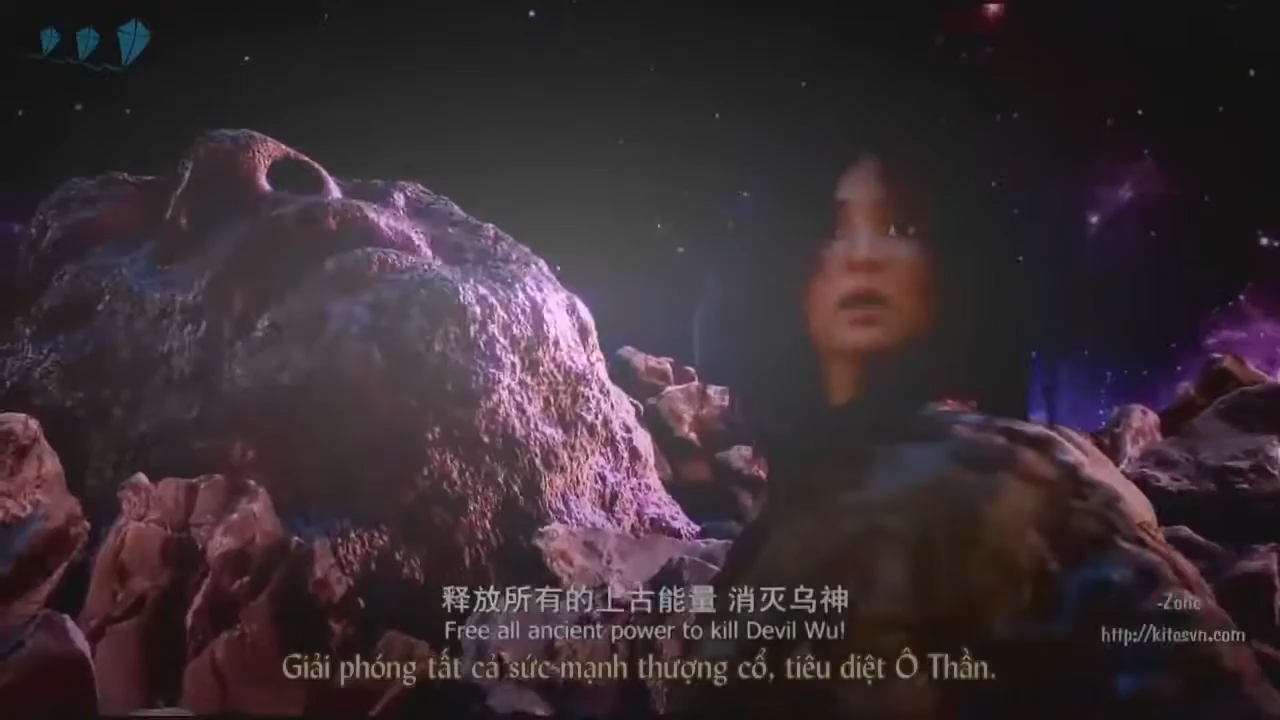 释放所有的上古能量 消灭乌神
Free all ancient power to kill Devil Wu!
Giải phóng tất cả sức mạnh thượng cổ, tiêu diệt Ô Thần.
-Zone
http://kitesvn.com